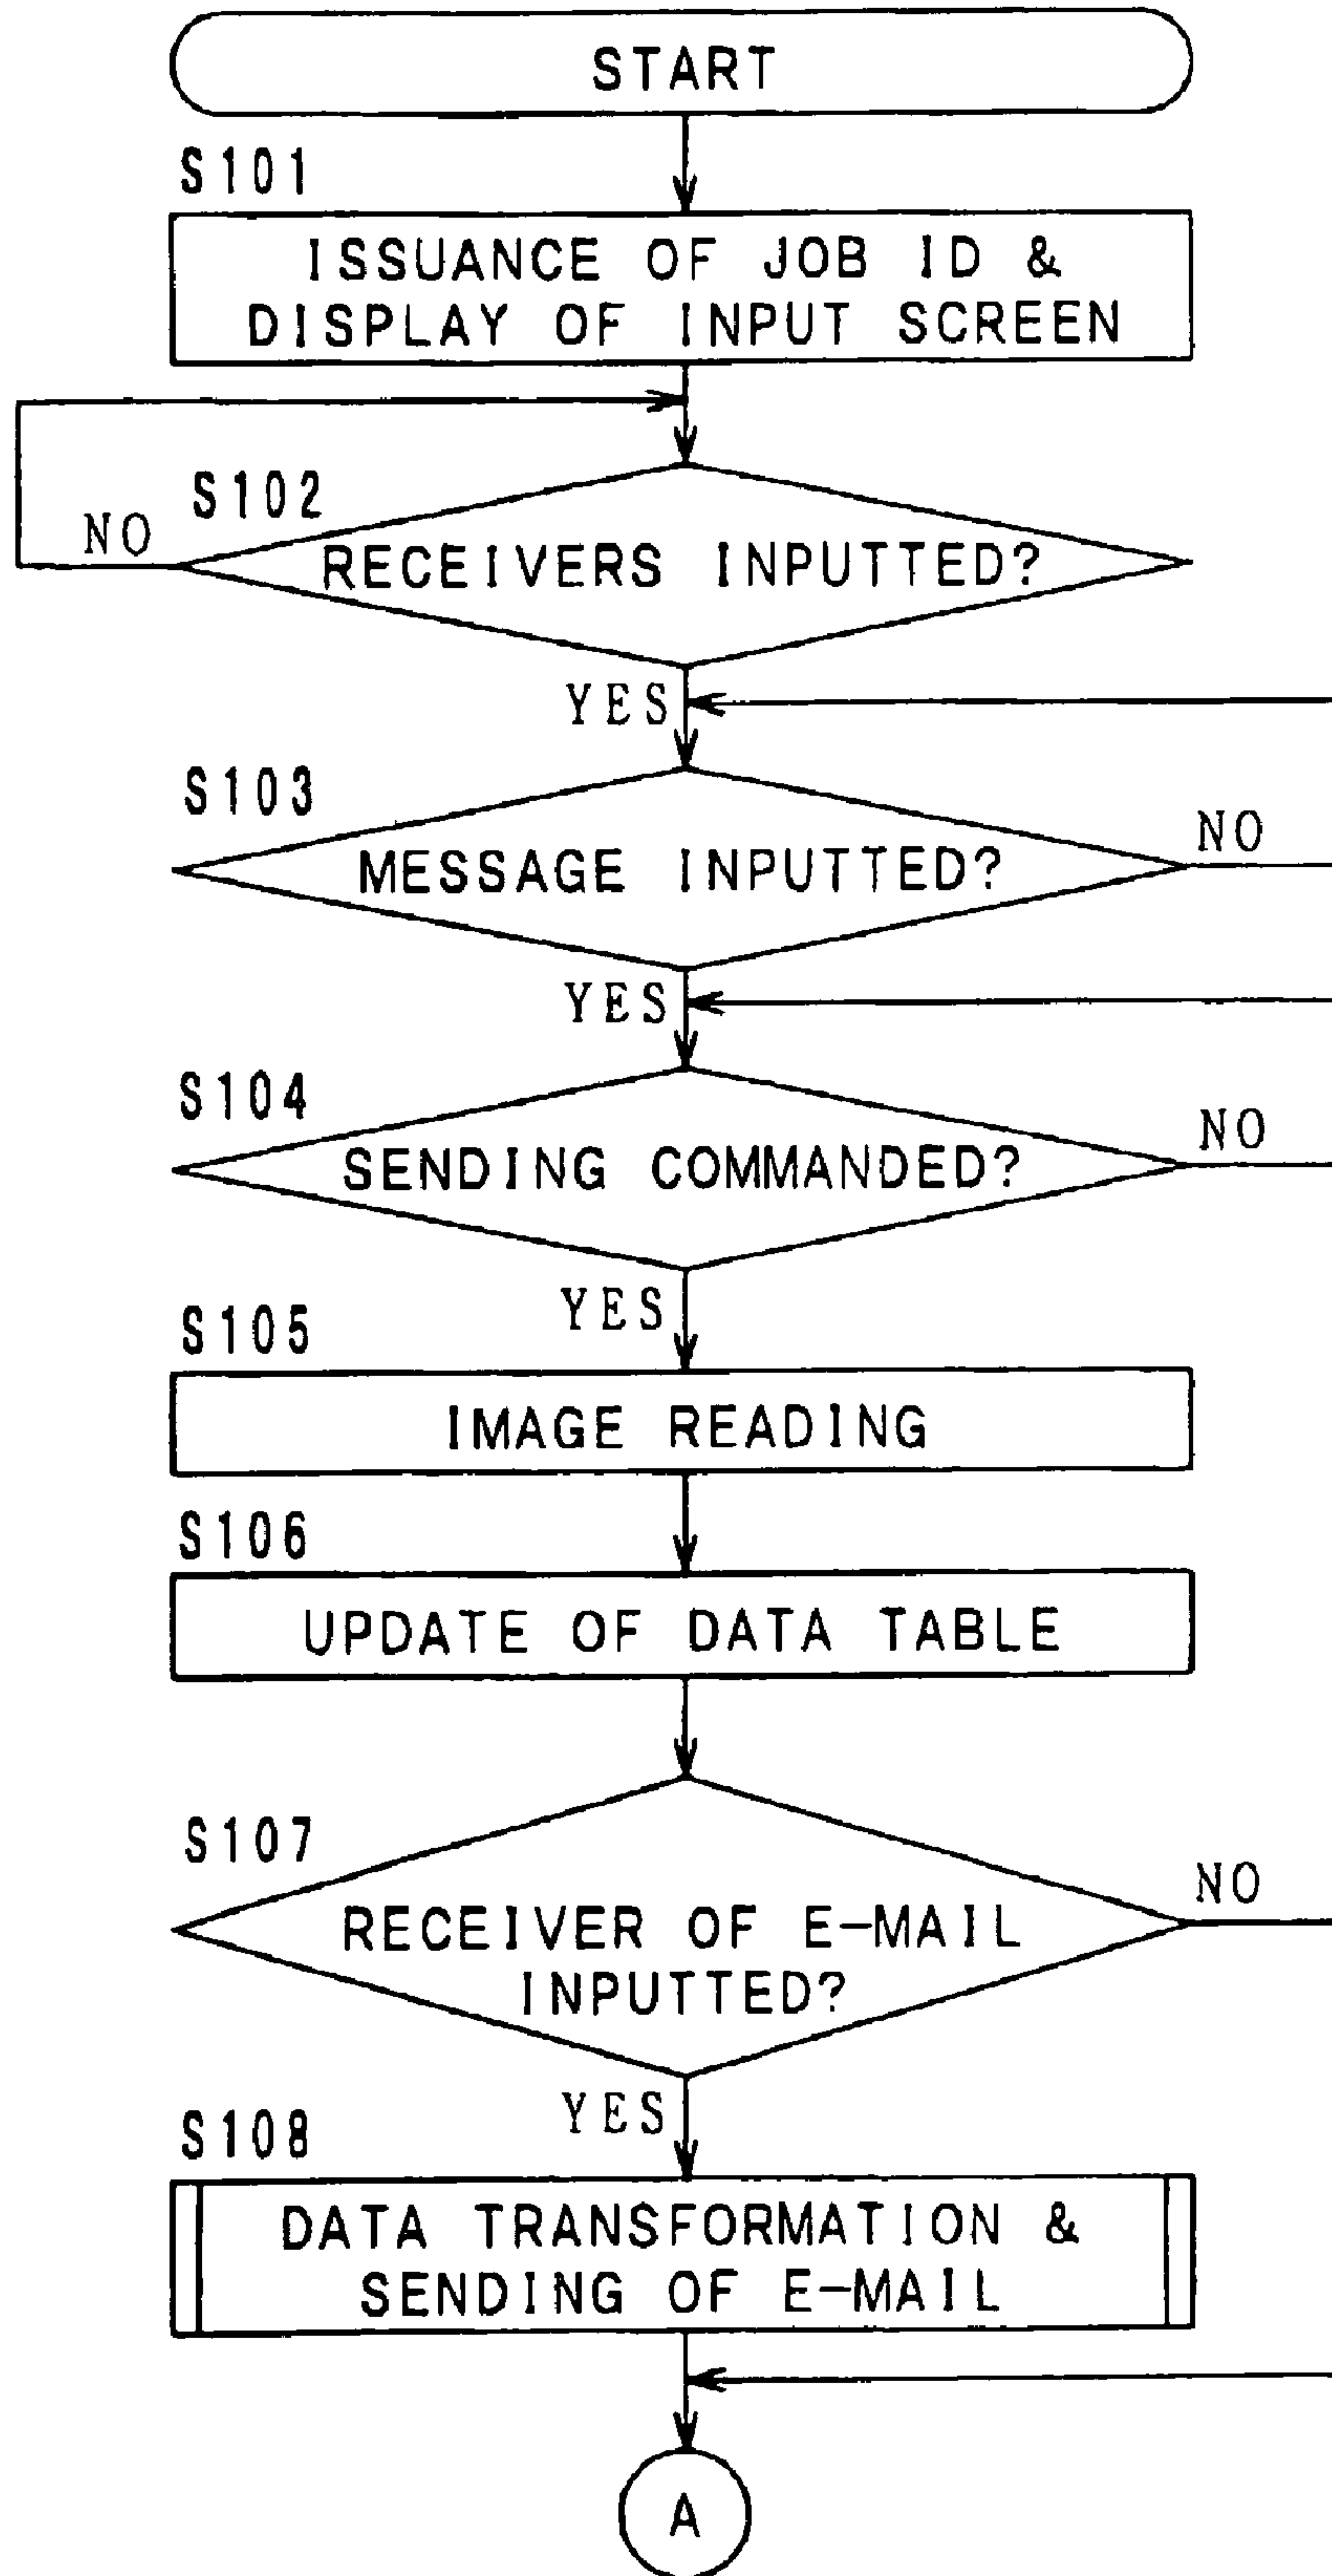 START
S101
ISSUANCE OF JOB ID &
DISPLAY OF INPUT SCREEN
S102
NO
RECEIVERS INPUTTED?
YES
S103
NO
MESSAGE INPUTTED?
YES
S104
NO
SENDING COMMANDED?
YES
S105
IMAGE READING
S106
UPDATE OF DATA TABLE
S107
NO
RECEIVER OF E-MAIL
INPUTTED?
YES
S108
DATA TRANSFORMATION &
SENDING OF E-MAIL
A